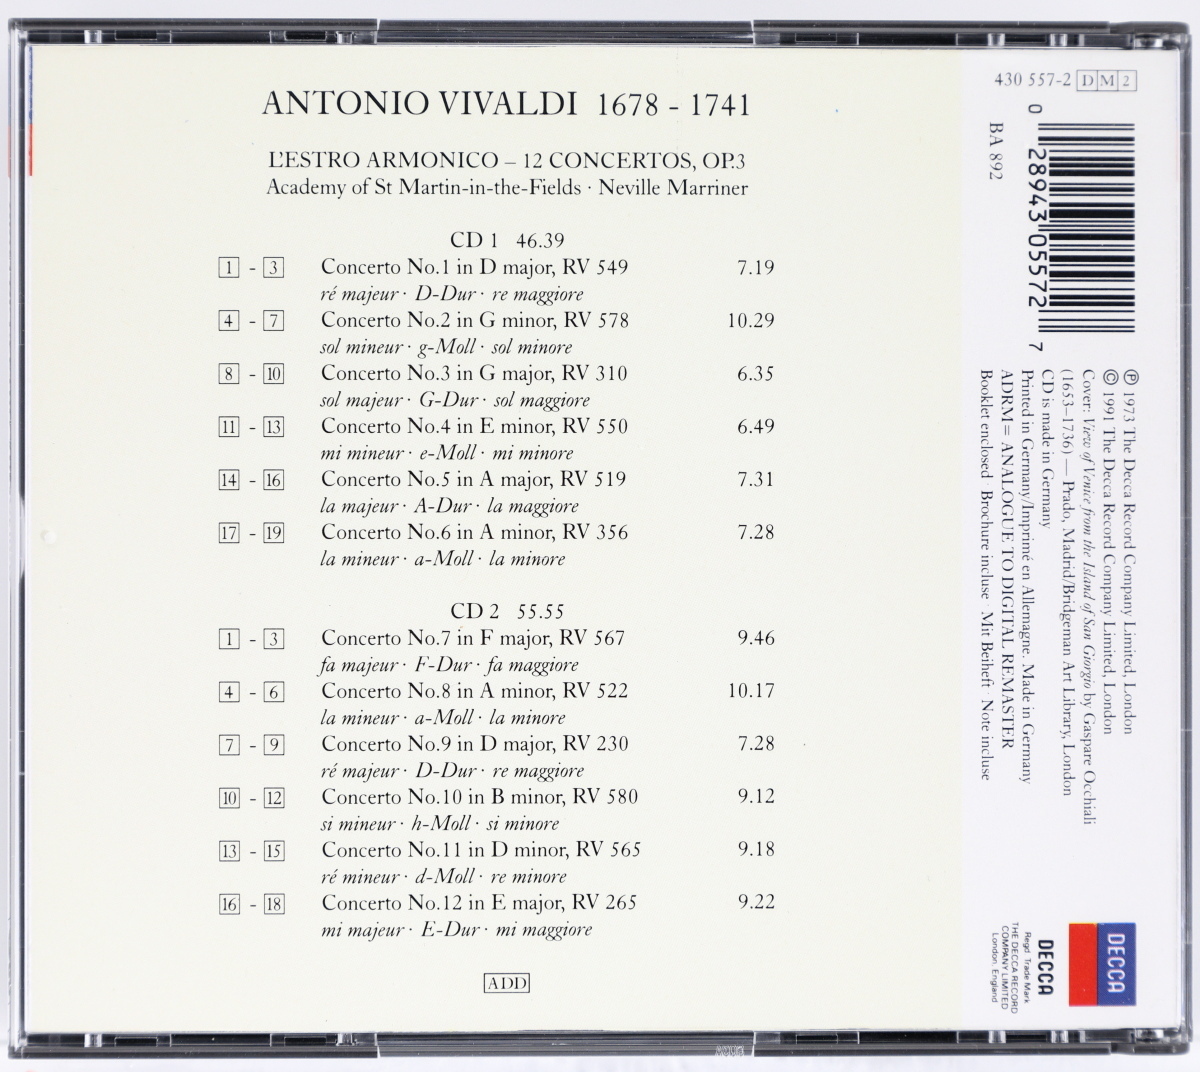 ANTONIO VIVALDI 1678 - 1741
L'ESTRO ARMONICO – 12 CONCERTOS, OP.3
Academy of St Martin-in-the-Fields · Neville Marriner
CD 1 46.39
1 - 3 Concerto No.1 in D major, RV 549 7.19
ré majeur · D-Dur · re maggiore
4 - 7 Concerto No.2 in G minor, RV 578 10.29
sol mineur · g-Moll · sol minore
8 - 10 Concerto No.3 in G major, RV 310 6.35
sol majeur · G-Dur · sol maggiore
11 - 13 Concerto No.4 in E minor, RV 550 6.49
mi mineur · e-Moll · mi minore
14 - 16 Concerto No.5 in A major, RV 519 7.31
la majeur · A-Dur · la maggiore
17 - 19 Concerto No.6 in A minor, RV 356 7.28
la mineur · a-Moll · la minore
CD 2 55.55
1 - 3 Concerto No.7 in F major, RV 567 9.46
fa majeur · F-Dur · fa maggiore
4 - 6 Concerto No.8 in A minor, RV 522 10.17
la mineur · a-Moll · la minore
7 - 9 Concerto No.9 in D major, RV 230 7.28
ré majeur · D-Dur · re maggiore
10 - 12 Concerto No.10 in B minor, RV 580 9.12
si mineur · h-Moll · si minore
13 - 15 Concerto No.11 in D minor, RV 565 9.18
ré mineur · d-Moll · re minore
16 - 18 Concerto No.12 in E major, RV 265 9.22
mi majeur · E-Dur · mi maggiore
ADD
430 557-2 D M 2
0 28943 05572 7
BA 892
℗ 1973 The Decca Record Company Limited, London
© 1991 The Decca Record Company Limited, London
Cover: View of Venice from the Island of San Giorgio by Gaspare Occhiali
(1653–1736) — Prado, Madrid/Bridgeman Art Library, London
CD is made in Germany
Printed in Germany/Imprimé en Allemagne. Made in Germany
ADRM = ANALOGUE TO DIGITAL REMASTER
Booklet enclosed · Brochure incluse · Mit Beiheft · Note incluse
DECCA
DECCA
Regd. Trade Mark
THE DECCA RECORD
COMPANY LIMITED
London, England